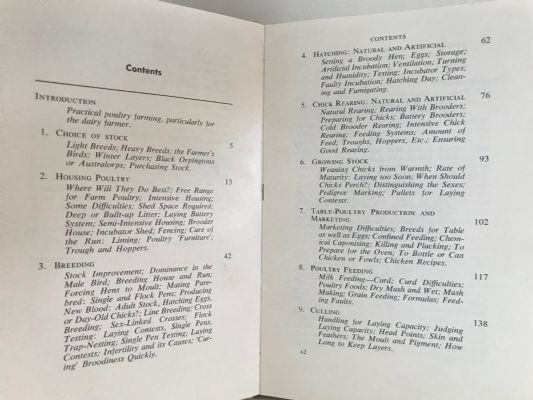 Contents
INTRODUCTION
Practical poultry farming, particularly for
the dairy farmer.
1. CHOICE OF STOCK 5
Light Breeds; Heavy Breeds; the Farmer's
Birds; Winter Layers; Black Orpingtons
or Australorps; Purchasing Stock.
2. HOUSING POULTRY 13
Where Will They Do Best?; Free Range
for Farm Poultry; Intensive Housing;
Some Difficulties; Shed Space Required;
Deep or Built-up Litter; Laying Battery
System; Semi-Intensive Houses; Brooder
House; Incubator Shed; Fencing; Care of
the Run: Liming; Poultry 'Furniture';
Trough and Hoppers.
3. BREEDING 42
Stock Improvement; Dominance in the
Male Bird; Breeding House and Run;
Forcing Hens to Moult; Mating Pure-
bred: Single and Flock Pens; Producing
New Blood: Adult Stock, Hatching Eggs,
or Day-Old Chicks?; Line Breeding; Cross
Breeding; Sex-Linked Crosses; Flock
Testing: Laying Contests, Single Pens,
Trap-Nesting; Single Pen Testing; Laying
Contests; Infertility and its Causes; 'Cur-
ing' Broodiness Quickly.
CONTENTS
4. HATCHING: NATURAL AND ARTIFICIAL 62
Setting a Broody Hen; Eggs; Storage;
Artificial Incubation; Ventilation; Turning
and Humidity; Testing; Incubator Types;
Faulty Incubation; Hatching Day; Clean-
ing and Fumigating.
5. CHICK REARING: NATURAL AND ARTIFICIAL 76
Natural Rearing; Rearing With Brooders;
Preparing for Chicks; Battery Brooders;
Cold Brooder Rearing; Intensive Chick
Rearing; Feeding Systems; Amount of
Feed; Troughs, Hoppers, Etc.; Ensuring
Good Rearing.
6. GROWING STOCK 93
Weaning Chicks from Warmth; Rate of
Maturity: Laying too Soon; When Should
Chicks Perch?; Distinguishing the Sexes;
Pedigree Marking; Pullets for Laying
Contests.
7. TABLE-POULTRY PRODUCTION AND
MARKETING 102
Marketing Difficulties; Breeds for Table
as well as Eggs; Confined Feeding; Chem-
ical Caponising; Killing and Plucking; To
Prepare for the Oven; To Bottle or Can
Chicken or Fowls; Chicken Recipes.
8. POULTRY FEEDING 117
Milk Feeding—Curd; Curd Difficulties;
Poultry Foods; Dry Mash and Wet; Mash
Making; Grain Feeding; Formulas; Feed-
ing Faults.
9. CULLING 138
Handling for Laying Capacity; Judging
Laying Capacity; Head Points; Skin and
Feathers; The Moult and Pigment; How
Long to Keep Layers.